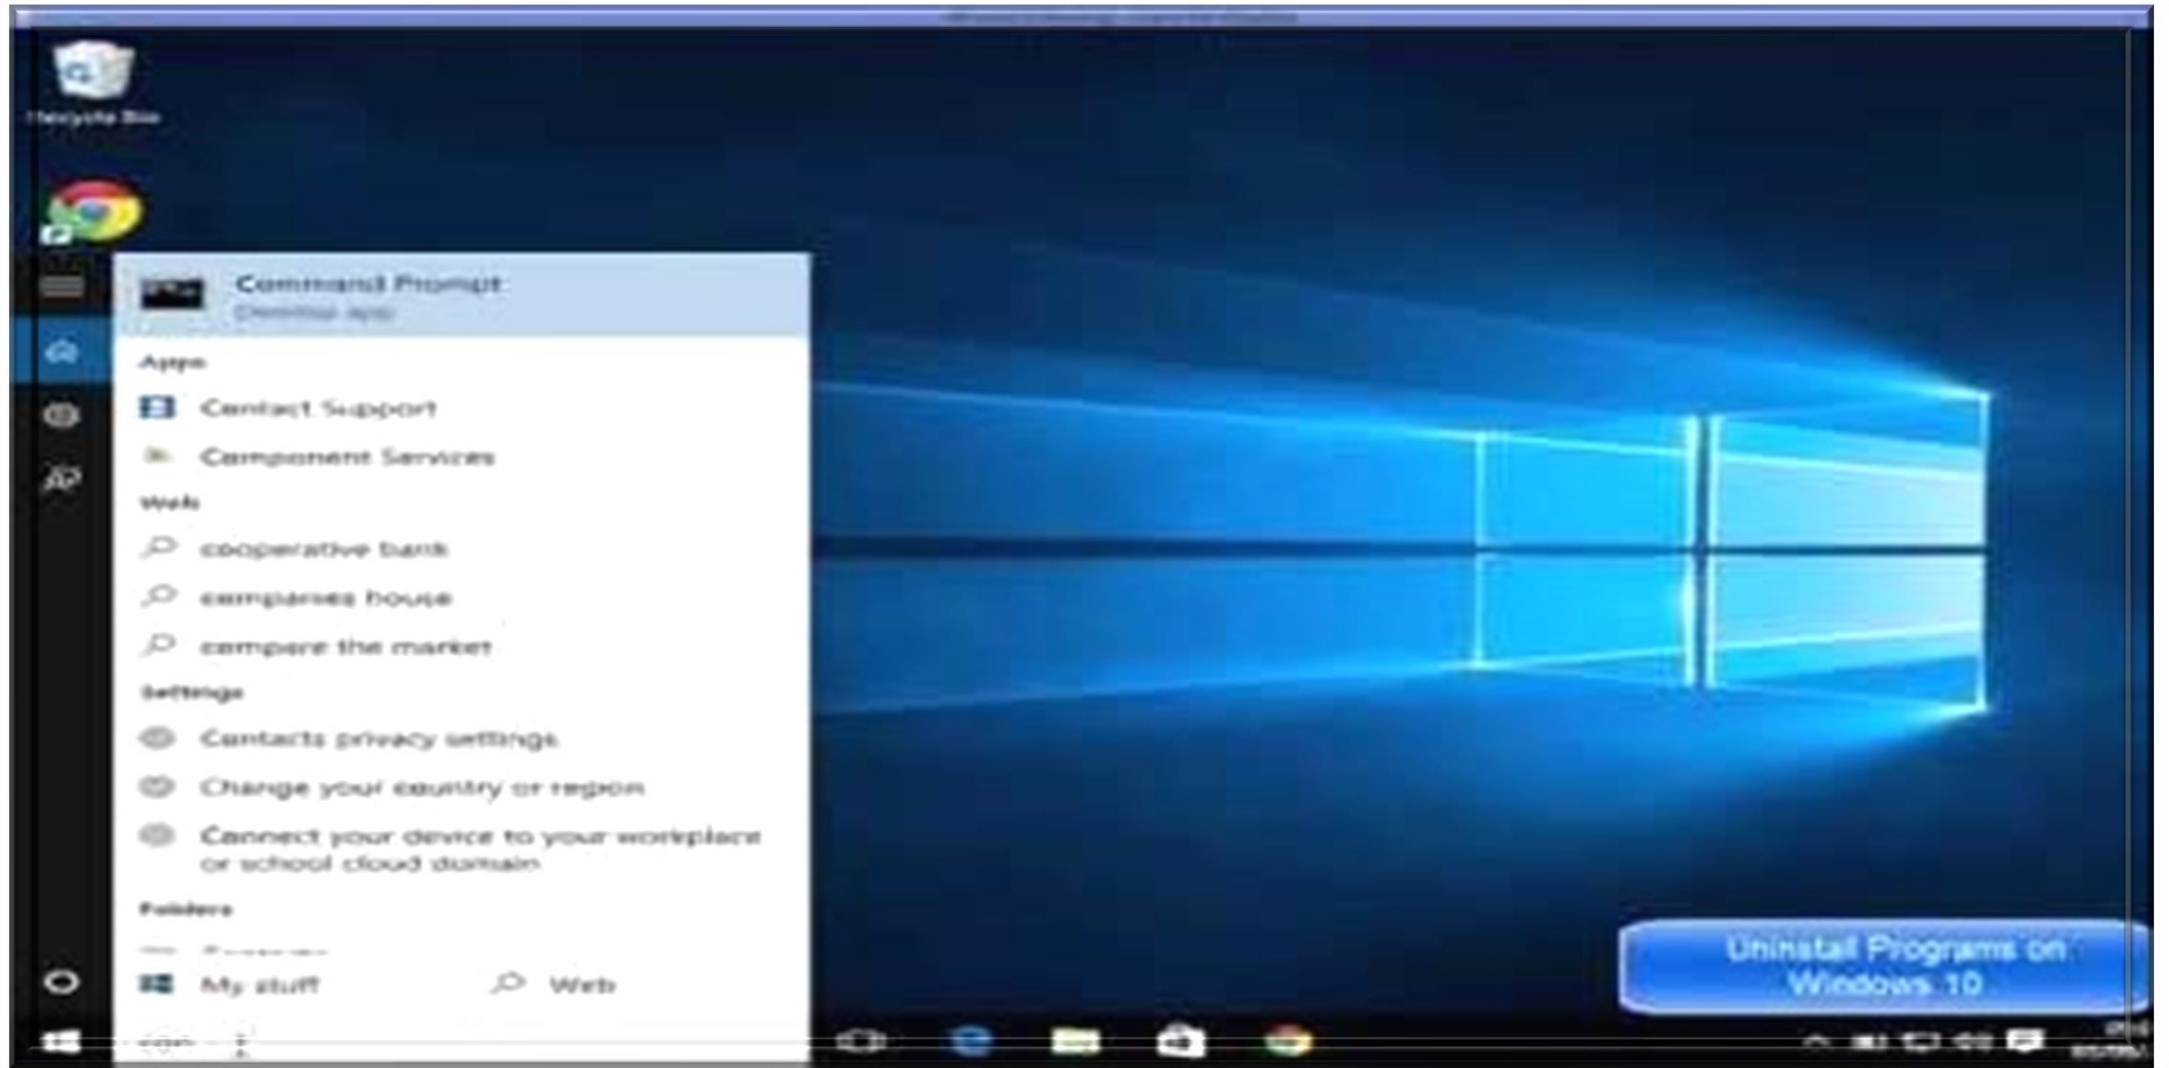 Recycle Bin
Command Prompt
Desktop app
Apps
Contact Support
Component Services
Web
cooperative bank
companies house
compare the market
Settings
Contacts privacy settings
Change your country or region
Connect your device to your workplace
or school cloud domain
Folders
My stuff
Web
Uninstall Programs on
Windows 10